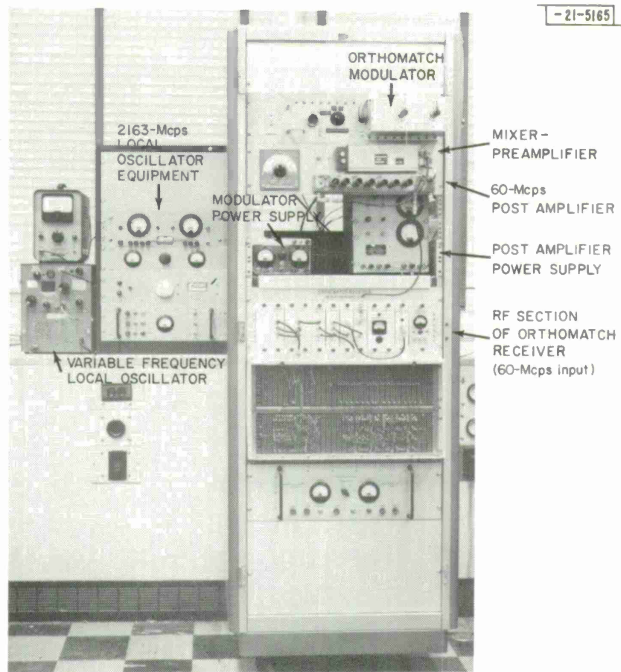 -21-5165
ORTHOMATCH
MODULATOR
2163-Mcps
LOCAL
OSCILLATOR
EQUIPMENT
MIXER-
PREAMPLIFIER
60-Mcps
POST AMPLIFIER
MODULATOR
POWER SUPPLY
POST AMPLIFIER
POWER SUPPLY
RF SECTION
OF ORTHOMATCH
RECEIVER
(60-Mcps input)
VARIABLE FREQUENCY
LOCAL OSCILLATOR